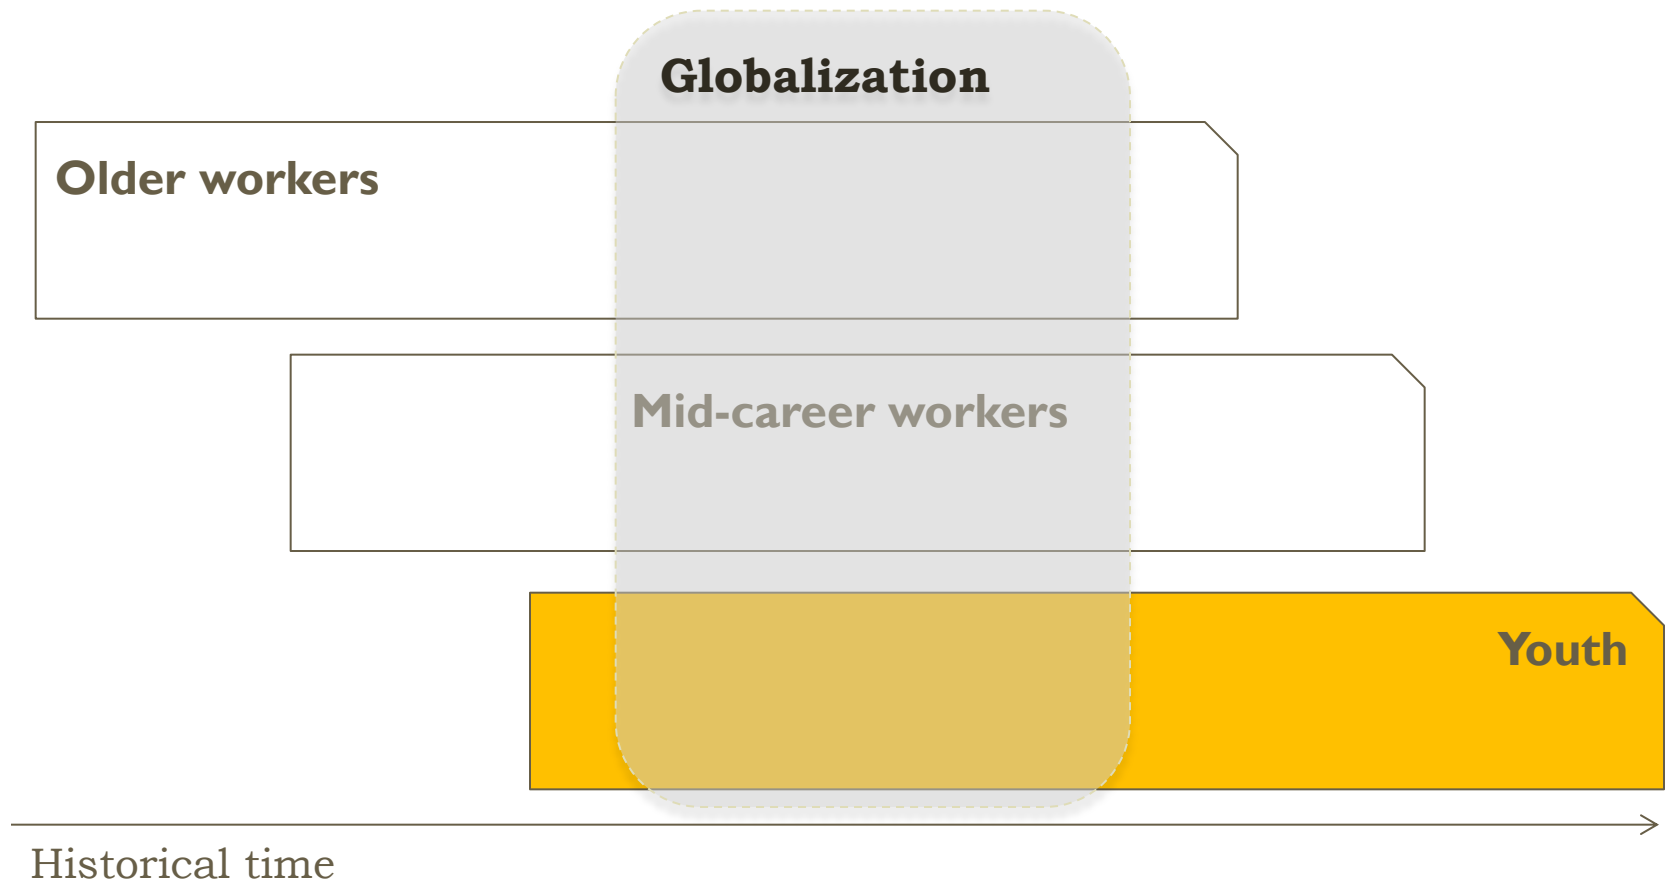 Globalization
Older workers
Mid-career workers
Youth
Historical time